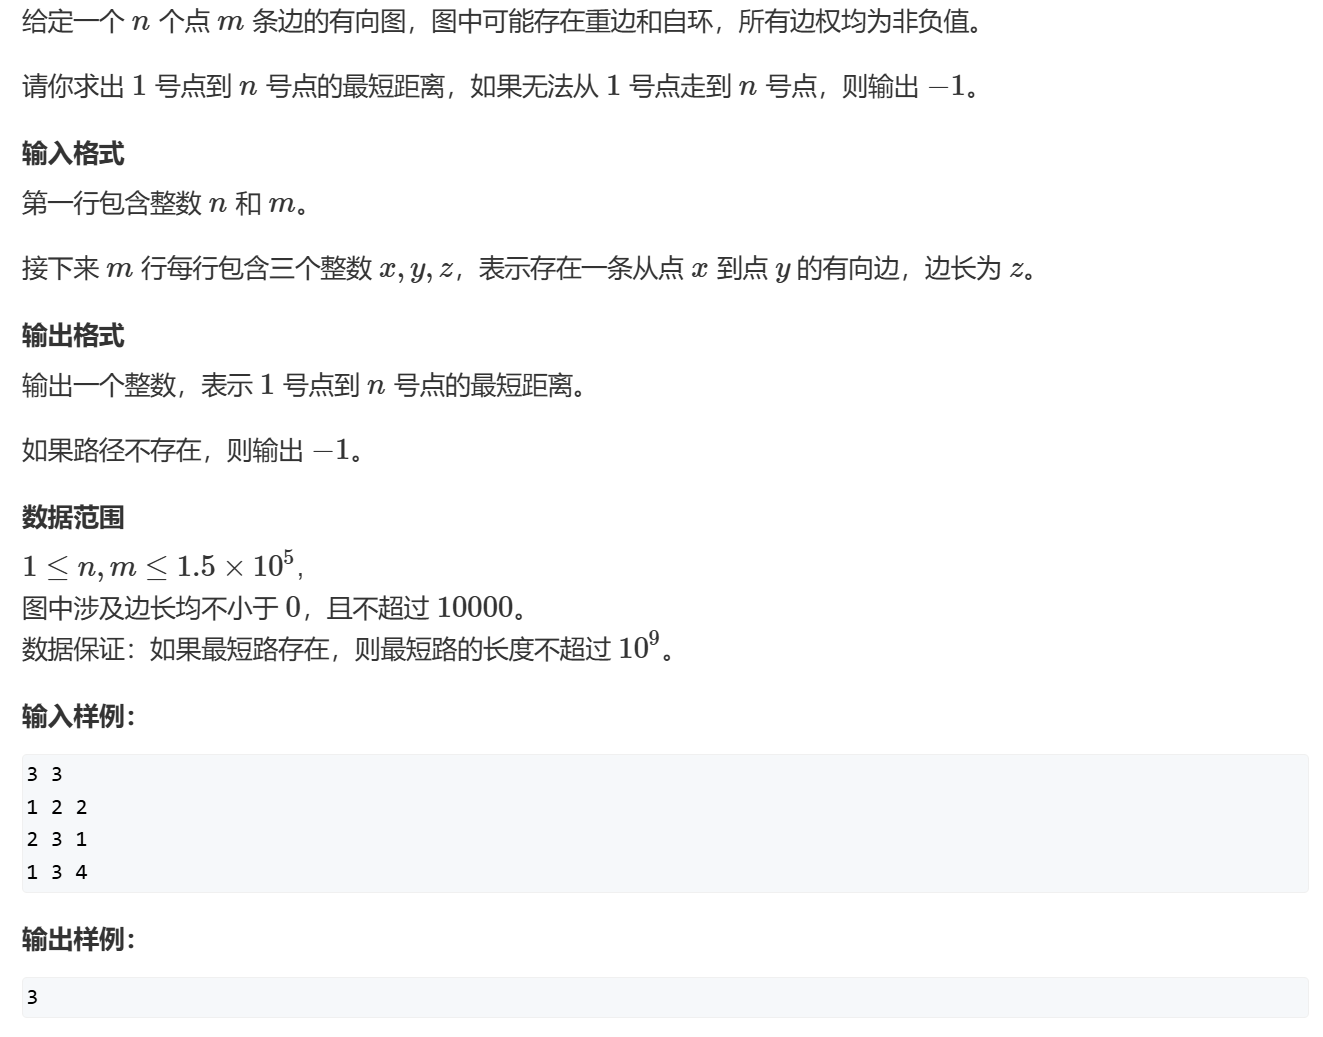 给定一个 n 个点 m 条边的有向图，图中可能存在重边和自环，所有边权均为非负值。
请你求出 1 号点到 n 号点的最短距离，如果无法从 1 号点走到 n 号点，则输出 −1。
输入格式
第一行包含整数 n 和 m。
接下来 m 行每行包含三个整数 x, y, z，表示存在一条从点 x 到点 y 的有向边，边长为 z。
输出格式
输出一个整数，表示 1 号点到 n 号点的最短距离。
如果路径不存在，则输出 −1。
数据范围
1 ≤ n, m ≤ 1.5 × 10⁵,
图中涉及边长均不小于 0，且不超过 10000。
数据保证：如果最短路存在，则最短路的长度不超过 10⁹。
输入样例：
3 3
1 2 2
2 3 1
1 3 4
输出样例：
3